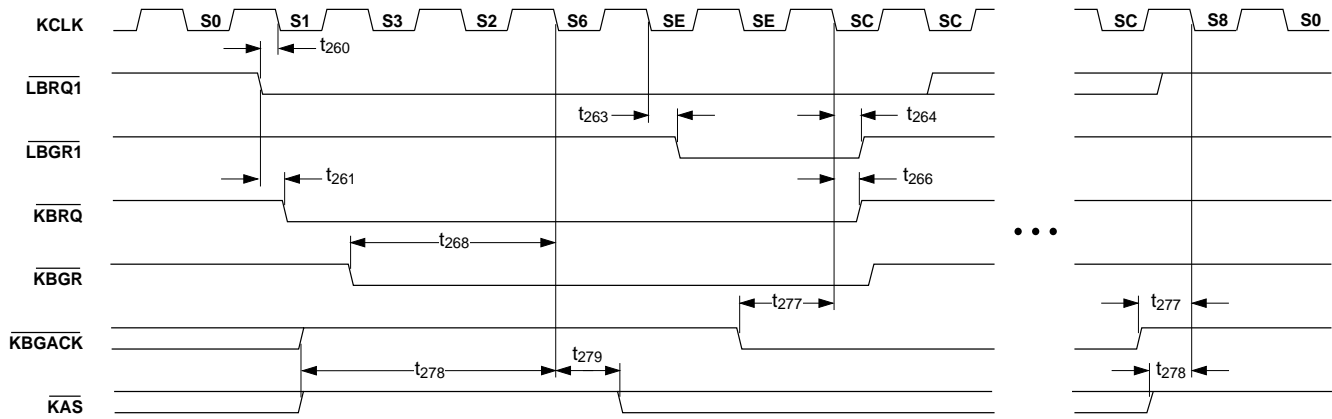 KCLK S0 S1 S3 S2 S6 SE SE SC SC SC S8 S0
t260
LBRQ1
t263 t264
LBGR1
t261 t266
KBRQ
t268
• • •
KBGR
t277 t277
KBGACK
t278 t279 t278
KAS